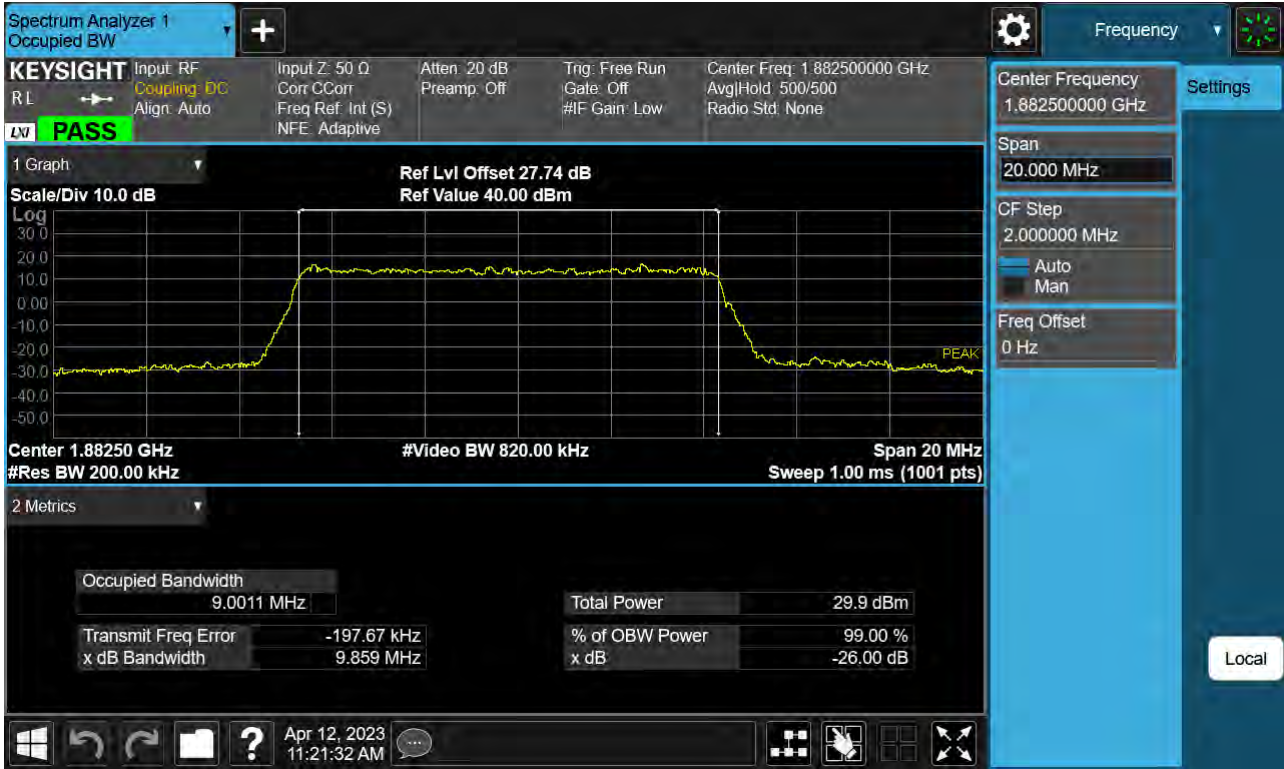 Spectrum Analyzer 1
Occupied BW
Frequency
KEYSIGHT
R L
LXI
PASS
Input: RF
Coupling: DC
Align: Auto
Input Z: 50 Ω
Corr CCorr
Freq Ref: Int (S)
NFE: Adaptive
Atten: 20 dB
Preamp: Off
Trig: Free Run
Gate: Off
#IF Gain: Low
Center Freq: 1.882500000 GHz
Avg|Hold: 500/500
Radio Std: None
Center Frequency
1.882500000 GHz
Settings
Span
20.000 MHz
CF Step
2.000000 MHz
Auto
Man
Freq Offset
0 Hz
Local
1 Graph
Scale/Div 10.0 dB
Ref Lvl Offset 27.74 dB
Ref Value 40.00 dBm
Log
30.0
20.0
10.0
0.00
-10.0
-20.0
-30.0
-40.0
-50.0
PEAK
Center 1.88250 GHz
#Video BW 820.00 kHz
Span 20 MHz
#Res BW 200.00 kHz
Sweep 1.00 ms (1001 pts)
2 Metrics
Occupied Bandwidth
9.0011 MHz
Total Power 29.9 dBm
Transmit Freq Error -197.67 kHz
% of OBW Power 99.00 %
x dB Bandwidth 9.859 MHz
x dB -26.00 dB
?
Apr 12, 2023
11:21:32 AM